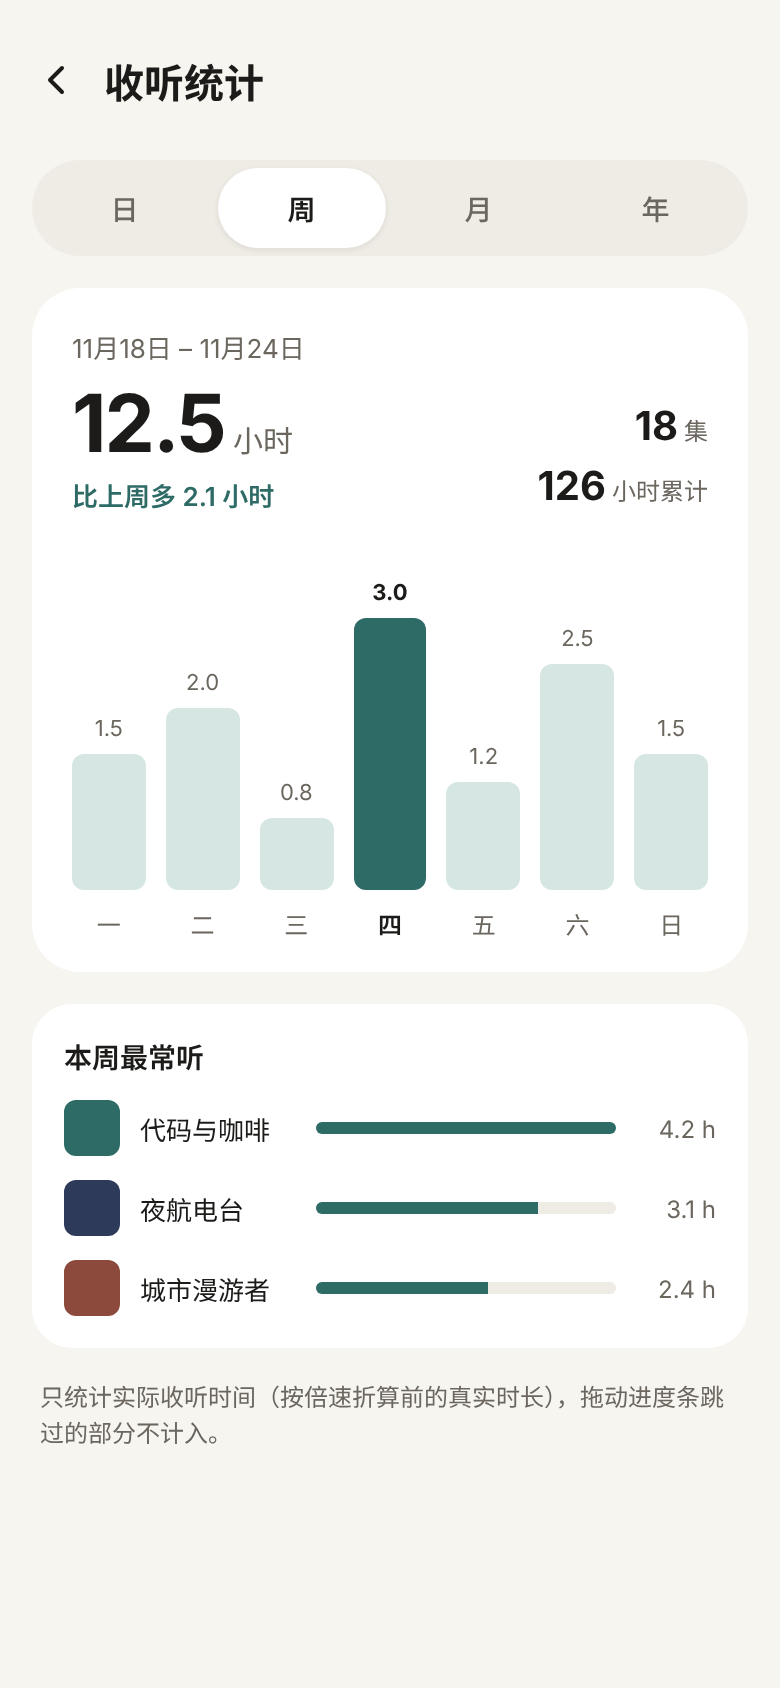 收听统计
日 周 月 年
11月18日 – 11月24日
12.5 小时
比上周多 2.1 小时
18 集
126 小时累计
1.5 2.0 0.8 3.0 1.2 2.5 1.5
一 二 三 四 五 六 日
本周最常听
代码与咖啡 4.2 h
夜航电台 3.1 h
城市漫游者 2.4 h
只统计实际收听时间（按倍速折算前的真实时长），拖动进度条跳
过的部分不计入。